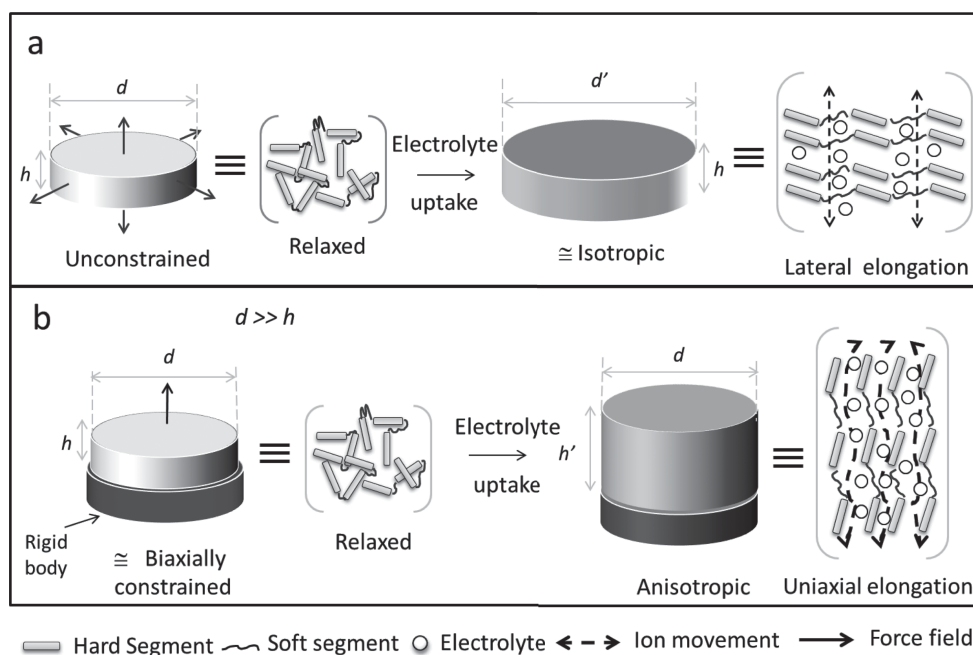 a
d
h
Unconstrained
≡
Relaxed
Electrolyte
uptake
d'
h
≅ Isotropic
≡
Lateral elongation
b
d >> h
d
h
Rigid
body
≅ Biaxially
constrained
≡
Relaxed
Electrolyte
uptake
d
h'
Anisotropic
≡
Uniaxial elongation
Hard Segment Soft segment Electrolyte Ion movement Force field